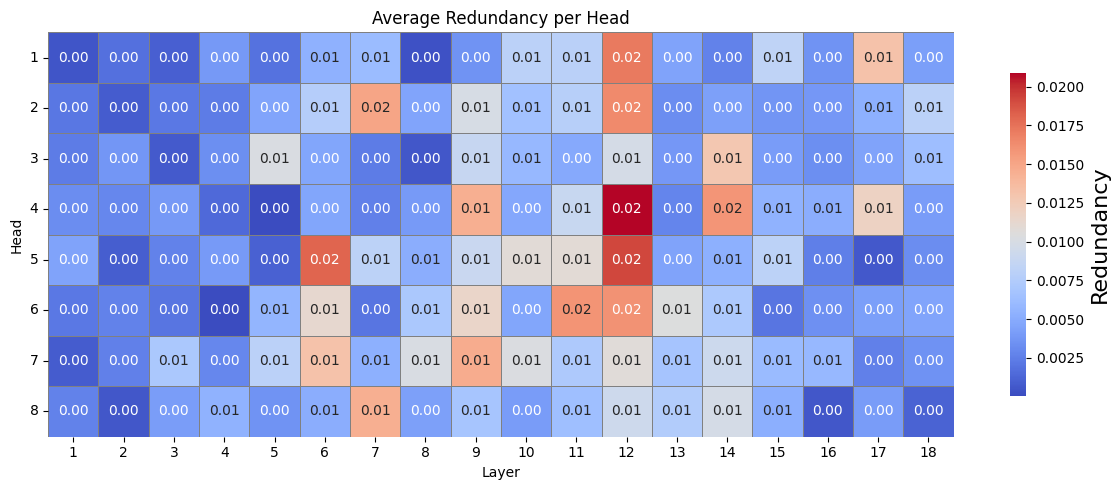 Average Redundancy per Head
1 0.00 0.00 0.00 0.00 0.00 0.01 0.01 0.00 0.00 0.01 0.01 0.02 0.00 0.00 0.01 0.00 0.01 0.00
2 0.00 0.00 0.00 0.00 0.00 0.01 0.02 0.00 0.01 0.01 0.01 0.02 0.00 0.00 0.00 0.00 0.01 0.01
3 0.00 0.00 0.00 0.00 0.01 0.00 0.00 0.00 0.01 0.01 0.00 0.01 0.00 0.01 0.00 0.00 0.00 0.01
4 0.00 0.00 0.00 0.00 0.00 0.00 0.00 0.00 0.01 0.00 0.01 0.02 0.00 0.02 0.01 0.01 0.01 0.00
5 0.00 0.00 0.00 0.00 0.00 0.02 0.01 0.01 0.01 0.01 0.01 0.02 0.00 0.01 0.01 0.00 0.00 0.00
6 0.00 0.00 0.00 0.00 0.01 0.01 0.00 0.01 0.01 0.00 0.02 0.02 0.01 0.01 0.00 0.00 0.00 0.00
7 0.00 0.00 0.01 0.00 0.01 0.01 0.01 0.01 0.01 0.01 0.01 0.01 0.01 0.01 0.01 0.01 0.00 0.00
8 0.00 0.00 0.00 0.01 0.00 0.01 0.01 0.00 0.01 0.00 0.01 0.01 0.01 0.01 0.01 0.00 0.00 0.00
Head
1 2 3 4 5 6 7 8 9 10 11 12 13 14 15 16 17 18
Layer
0.0200
0.0175
0.0150
0.0125
0.0100
0.0075
0.0050
0.0025
Redundancy